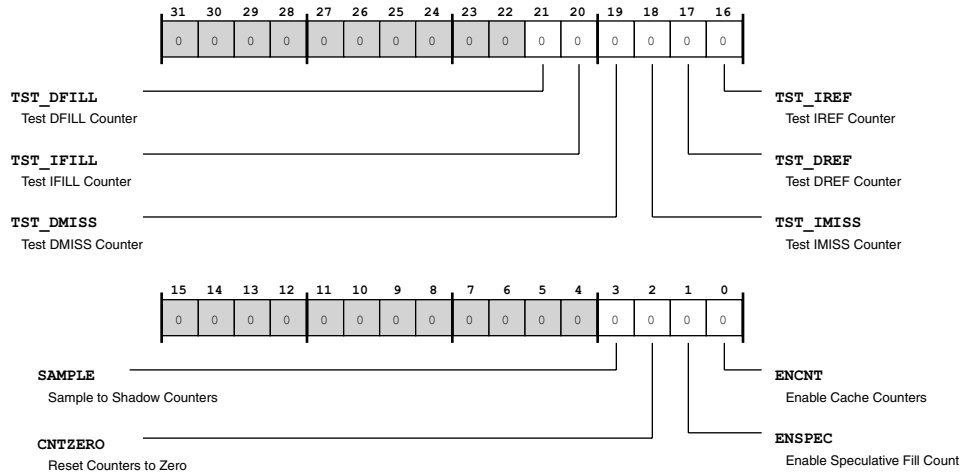 31 30 29 28 27 26 25 24 23 22 21 20 19 18 17 16
0 0 0 0 0 0 0 0 0 0 0 0 0 0 0 0
TST_DFILL
Test DFILL Counter
TST_IREF
Test IREF Counter
TST_IFILL
Test IFILL Counter
TST_DREF
Test DREF Counter
TST_DMISS
Test DMISS Counter
TST_IMISS
Test IMISS Counter
15 14 13 12 11 10 9 8 7 6 5 4 3 2 1 0
0 0 0 0 0 0 0 0 0 0 0 0 0 0 0 0
SAMPLE
Sample to Shadow Counters
ENCNT
Enable Cache Counters
CNTZERO
Reset Counters to Zero
ENSPEC
Enable Speculative Fill Count